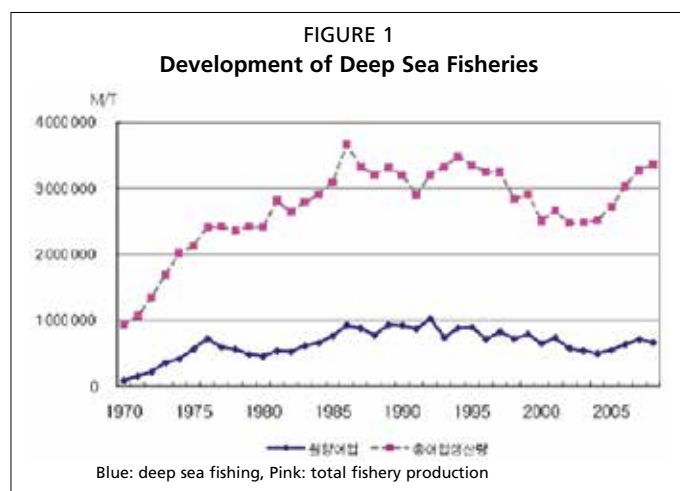 FIGURE 1
Development of Deep Sea Fisheries
M/T
4000000
3000000
2000000
1000000
0
1970 1975 1980 1985 1990 1995 2000 2005
원양어업 총어업생산량
Blue: deep sea fishing, Pink: total fishery production